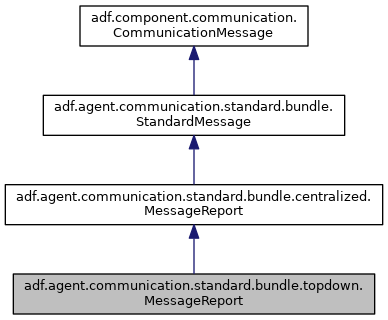 adf.component.communication.
CommunicationMessage
adf.agent.communication.standard.bundle.
StandardMessage
adf.agent.communication.standard.bundle.centralized.
MessageReport
adf.agent.communication.standard.bundle.topdown.
MessageReport